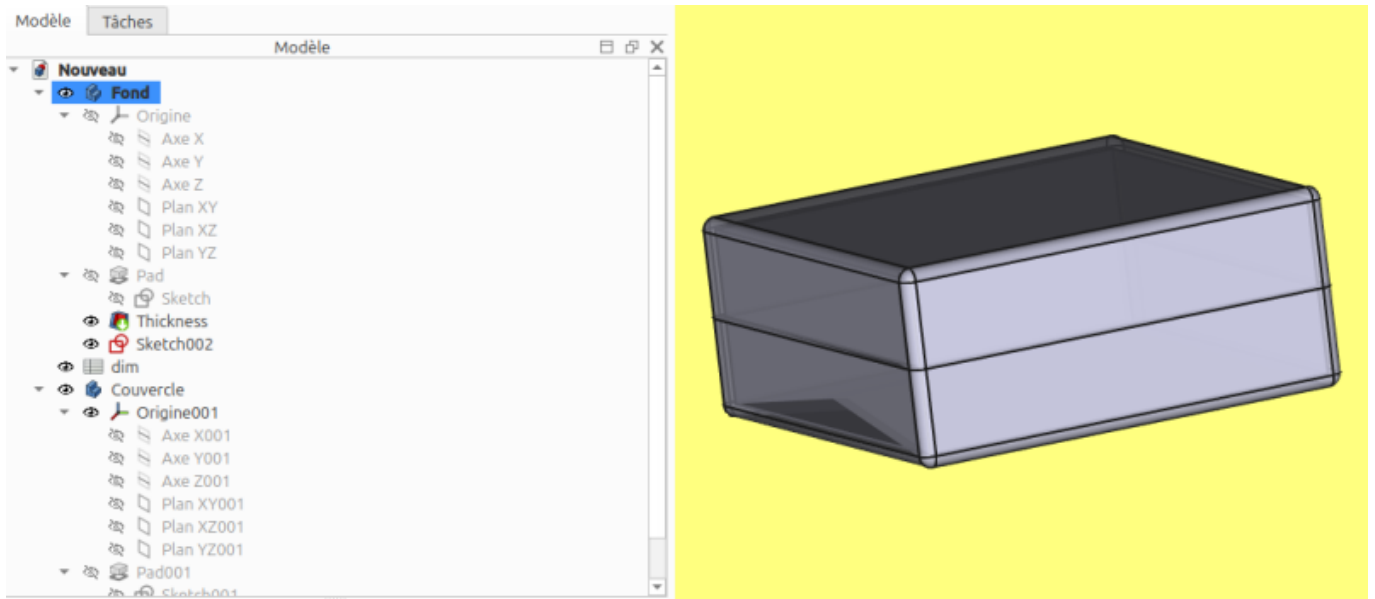 Modèle Tâches
Modèle
Nouveau
Fond
Origine
Axe X
Axe Y
Axe Z
Plan XY
Plan XZ
Plan YZ
Pad
Sketch
Thickness
Sketch002
dim
Couvercle
Origine001
Axe X001
Axe Y001
Axe Z001
Plan XY001
Plan XZ001
Plan YZ001
Pad001
Sketch001